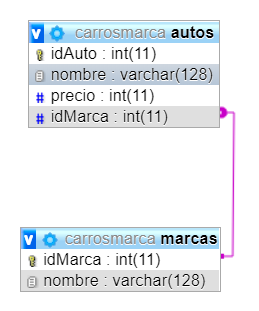 v carrosmarca autos
idAuto : int(11)
nombre : varchar(128)
# precio : int(11)
# idMarca : int(11)
v carrosmarca marcas
idMarca : int(11)
nombre : varchar(128)